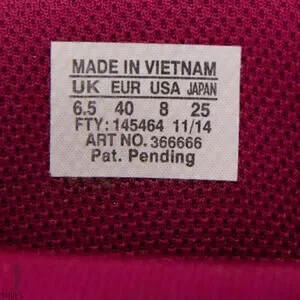 MADE IN VIETNAM
UK EUR USA JAPAN
6.5 40 8 25
FTY: 145464 11/14
ART NO. 366666
Pat. Pending